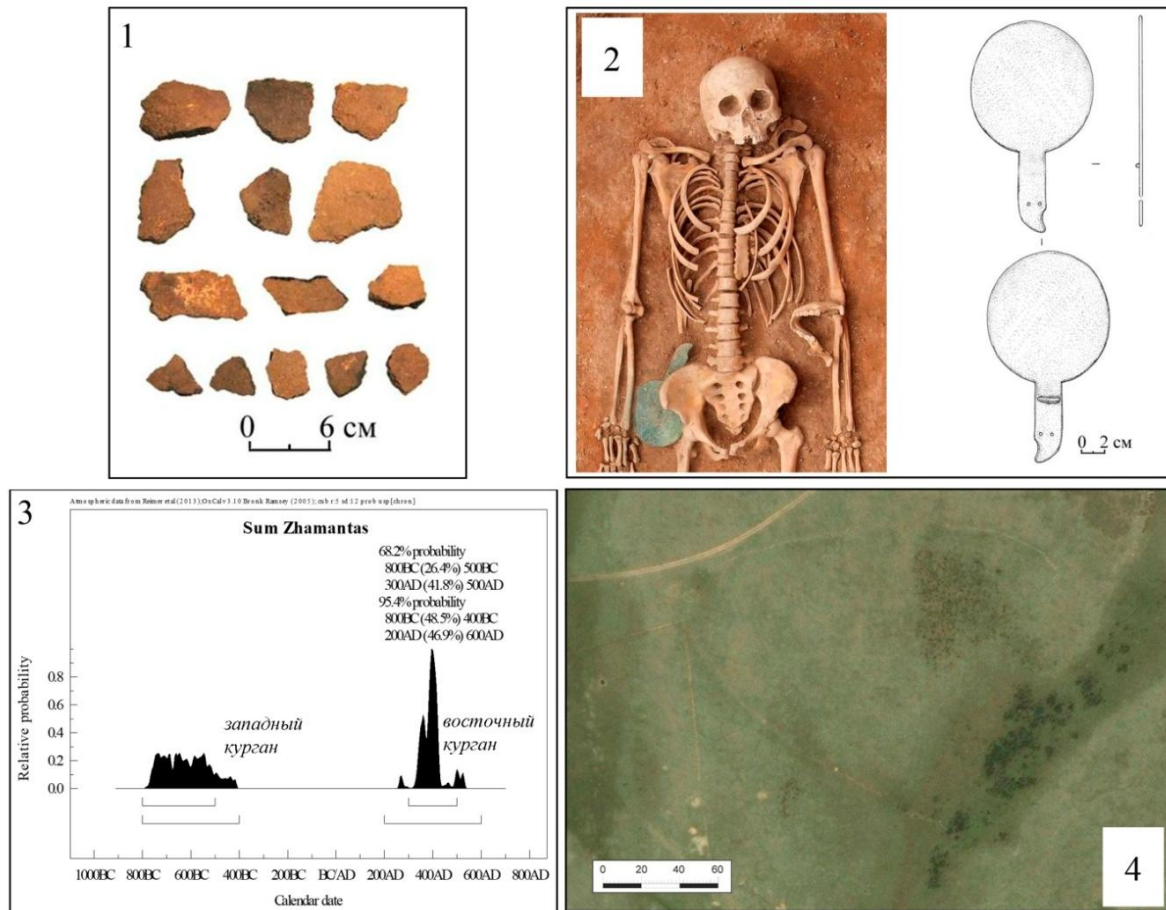 1
0 6 см
2
0 2 см
3
Atmospheric data from Reimer et al (2013);OxCal v3.10 Bronk Ramsey (2005); cub r:5 sd:12 prob usp[chron]
Sum Zhamantas
68.2% probability
800BC (26.4%) 500BC
300AD (41.8%) 500AD
95.4% probability
800BC (48.5%) 400BC
200AD (46.9%) 600AD
Relative probability
0.8
0.6
0.4
0.2
0.0
западный
курган
восточный
курган
1000BC 800BC 600BC 400BC 200BC BC/AD 200AD 400AD 600AD 800AD
Calendar date
0 20 40 60
4